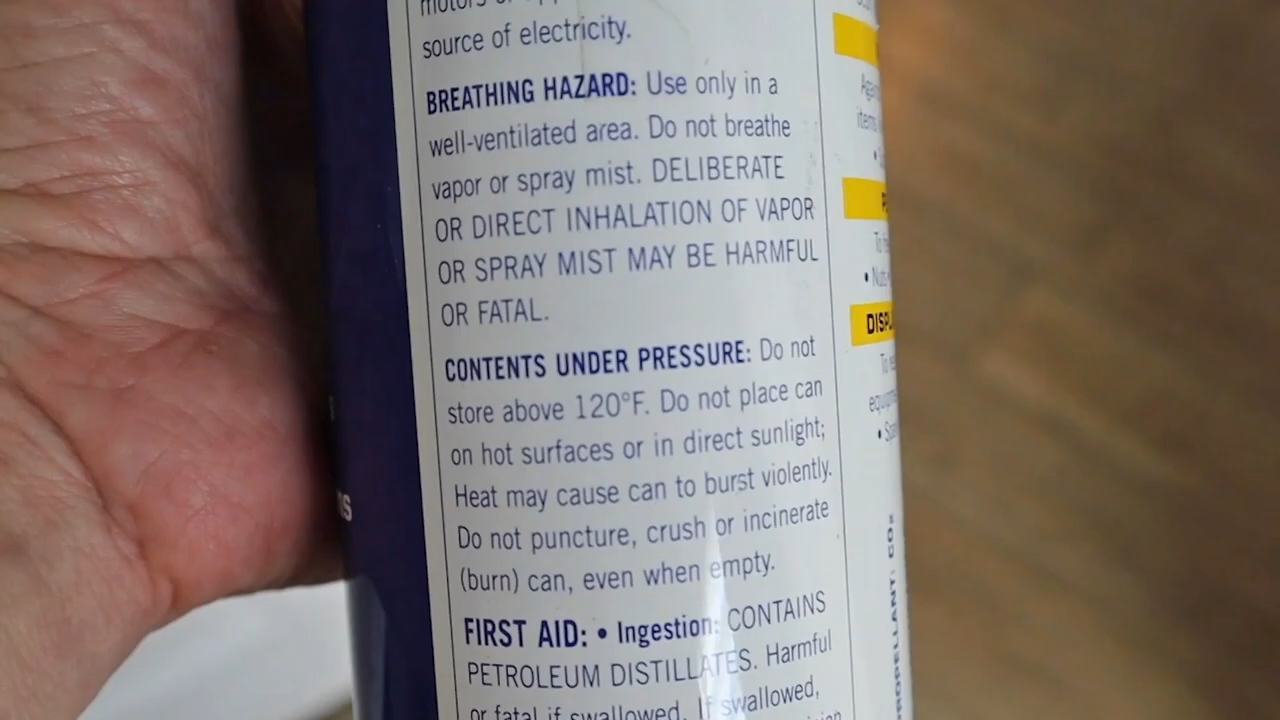 source of electricity.
BREATHING HAZARD: Use only in a
well-ventilated area. Do not breathe
vapor or spray mist. DELIBERATE
OR DIRECT INHALATION OF VAPOR
OR SPRAY MIST MAY BE HARMFUL
OR FATAL.
CONTENTS UNDER PRESSURE: Do not
store above 120°F. Do not place can
on hot surfaces or in direct sunlight;
Heat may cause can to burst violently.
Do not puncture, crush or incinerate
(burn) can, even when empty.
FIRST AID: • Ingestion: CONTAINS
PETROLEUM DISTILLATES. Harmful
or fatal if swallowed. If swallowed,
PROPELLANT: CO₂